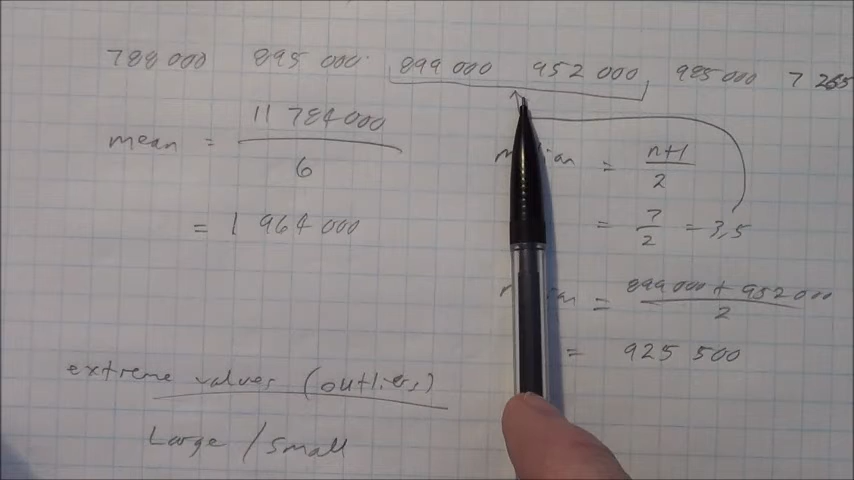 788 000 895 000 899 000 952 000 985 000 7 265
mean = 11 784 000 / 6
= 1 964 000
median = n+1 / 2
= 7 / 2 = 3,5
= 899 000 + 952 000 / 2
= 925 500
extreme values (outliers)
Large / small